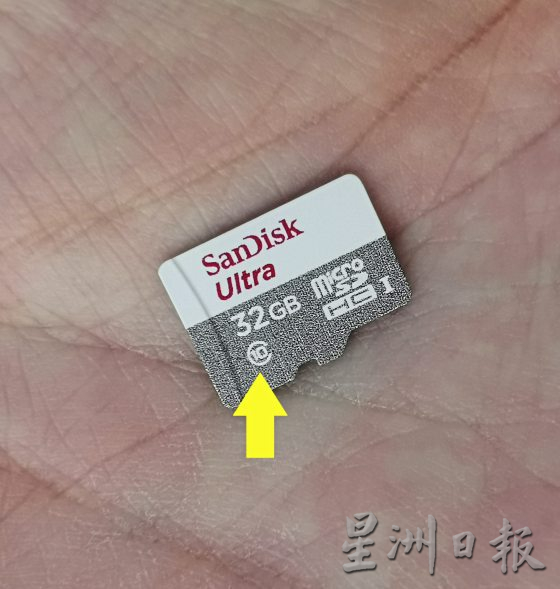 SanDisk
Ultra
32GB
micro SD HC I
10
星洲日報